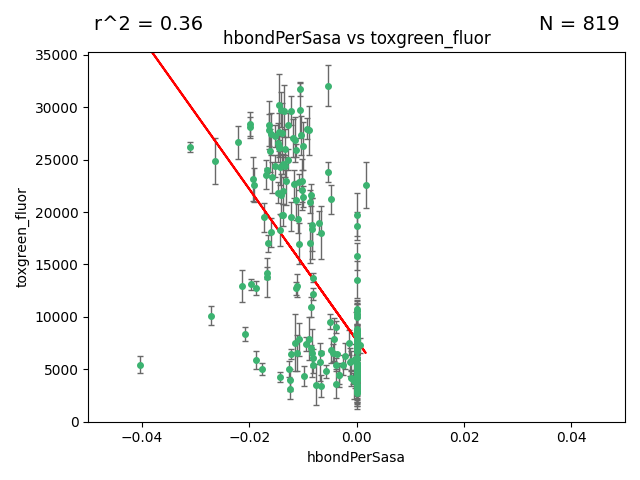 r^2 = 0.36
N = 819
hbondPerSasa vs toxgreen_fluor
35000
30000
25000
20000
15000
10000
5000
0
toxgreen_fluor
−0.04
−0.02
0.00
0.02
0.04
hbondPerSasa